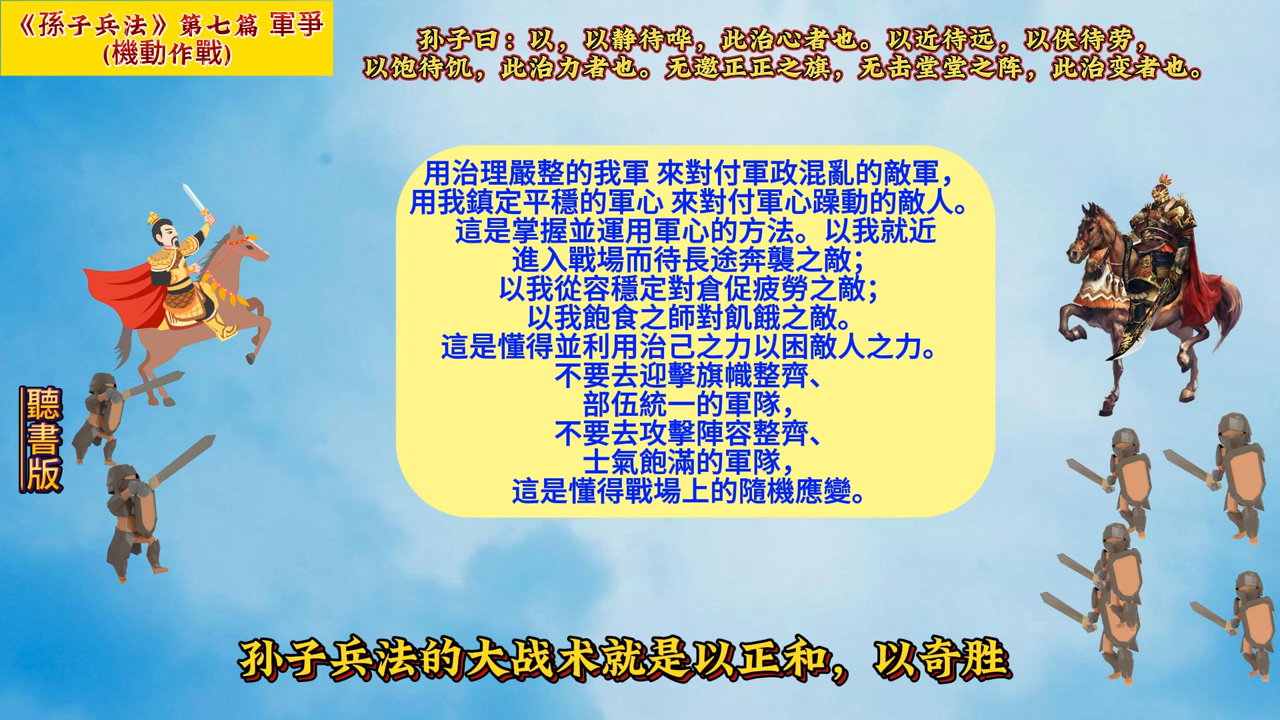 《孫子兵法》第七篇 軍爭
(機動作戰)
孙子曰：以，以静待哗，此治心者也。以近待远，以佚待劳，
以饱待饥，此治力者也。无邀正正之旗，无击堂堂之阵，此治变者也。
用治理嚴整的我軍 來對付軍政混亂的敵軍，
用我鎮定平穩的軍心 來對付軍心躁動的敵人。
這是掌握並運用軍心的方法。以我就近
進入戰場而待長途奔襲之敵；
以我從容穩定對倉促疲勞之敵；
以我飽食之師對飢餓之敵。
這是懂得並利用治己之力以困敵人之力。
不要去迎擊旗幟整齊、
部伍統一的軍隊，
不要去攻擊陣容整齊、
士氣飽滿的軍隊，
這是懂得戰場上的隨機應變。
聽書版
孙子兵法的大战术就是以正和，以奇胜